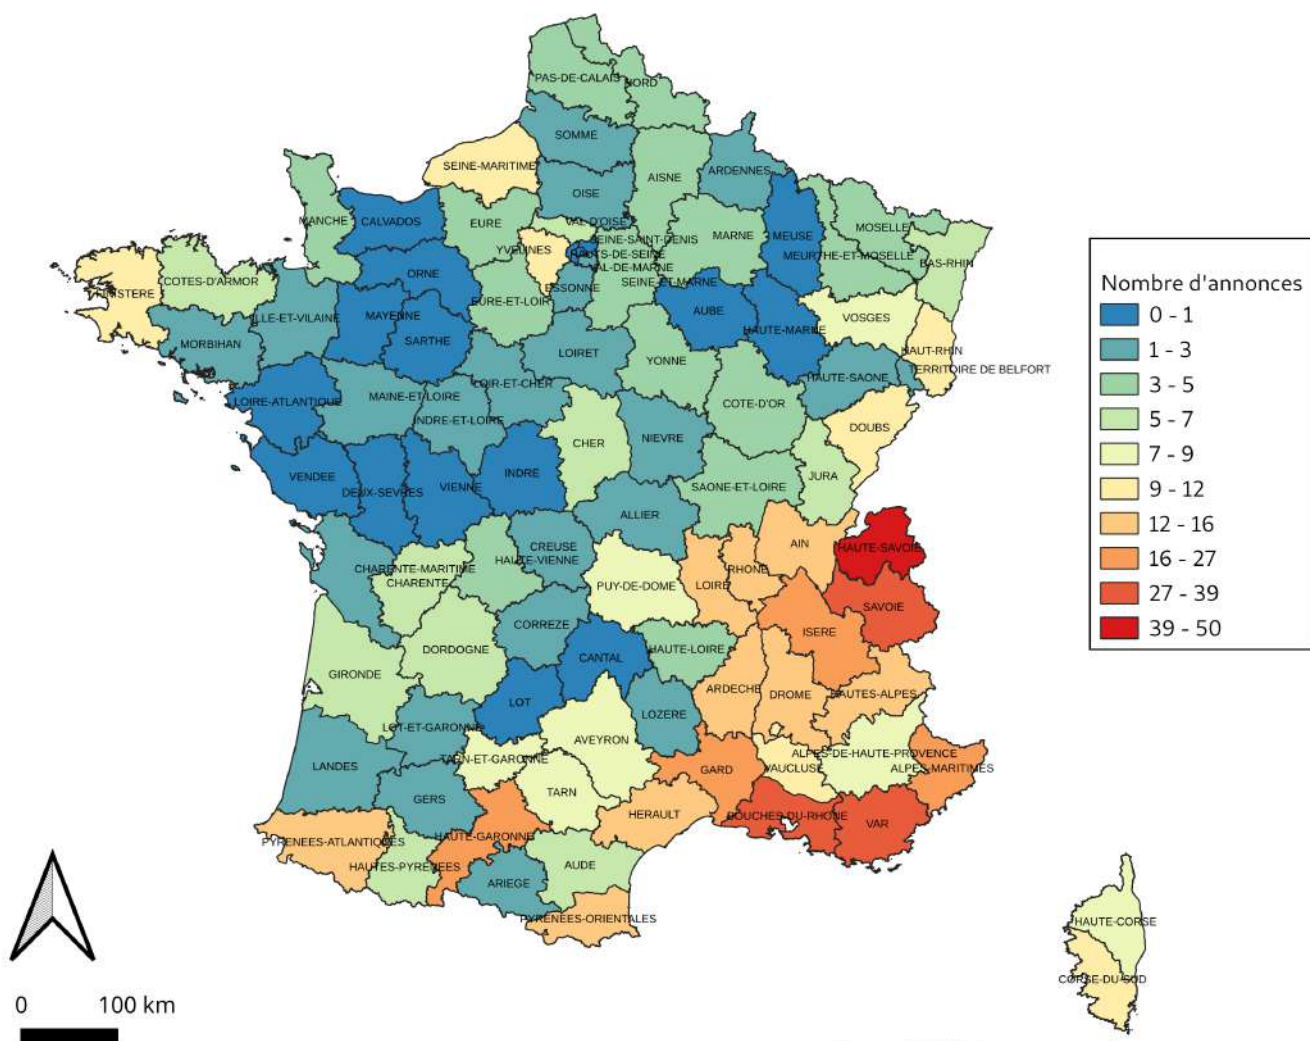 PAS-DE-CALAIS
NORD
SOMME
SEINE-MARITIME
AISNE
ARDENNES
OISE
MANCHE
CALVADOS
EURE
VAL-D'OISE
MARNE
MEUSE
MOSELLE
SEINE-SAINT-DENIS
YVELINES
HAUTS-DE-SEINE
MEURTHE-ET-MOSELLE
BAS-RHIN
VAL-DE-MARNE
ORNE
COTES-D'ARMOR
SEINE-ET-MARNE
ESSONNE
FINISTERE
EURE-ET-LOIR
AUBE
MAYENNE
ILLE-ET-VILAINE
VOSGES
HAUTE-MARNE
SARTHE
MORBIHAN
LOIRET
HAUT-RHIN
YONNE
TERRITOIRE DE BELFORT
HAUTE-SAONE
LOIR-ET-CHER
MAINE-ET-LOIRE
LOIRE-ATLANTIQUE
COTE-D'OR
INDRE-ET-LOIRE
DOUBS
NIEVRE
CHER
INDRE
VENDEE
JURA
SAONE-ET-LOIRE
VIENNE
DEUX-SEVRES
ALLIER
AIN
CREUSE
HAUTE-SAVOIE
HAUTE-VIENNE
CHARENTE-MARITIME
RHONE
CHARENTE
PUY-DE-DOME
LOIRE
SAVOIE
CORREZE
ISERE
DORDOGNE
HAUTE-LOIRE
CANTAL
GIRONDE
ARDECHE
DROME
HAUTES-ALPES
LOT
LOZERE
LOT-ET-GARONNE
AVEYRON
ALPES-DE-HAUTE-PROVENCE
TARN-ET-GARONNE
LANDES
GARD
VAUCLUSE
ALPES-MARITIMES
TARN
GERS
HERAULT
BOUCHES-DU-RHONE
VAR
HAUTE-GARONNE
PYRENEES-ATLANTIQUES
HAUTES-PYRENEES
AUDE
ARIEGE
PYRENEES-ORIENTALES
HAUTE-CORSE
CORSE-DU-SUD
Nombre d'annonces
0 - 1
1 - 3
3 - 5
5 - 7
7 - 9
9 - 12
12 - 16
16 - 27
27 - 39
39 - 50
0 100 km